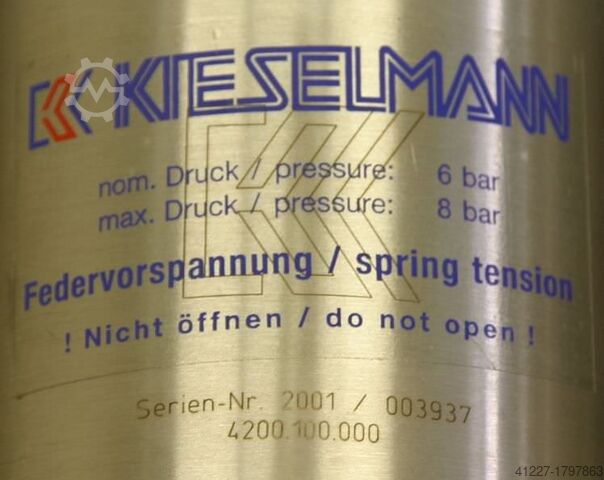 KIESELMANN
nom. Druck / pressure: 6 bar
max. Druck / pressure: 8 bar
Federvorspannung / spring tension
! Nicht öffnen / do not open !
Serien-Nr. 2001 / 003937
4200.100.000
41227-1797863